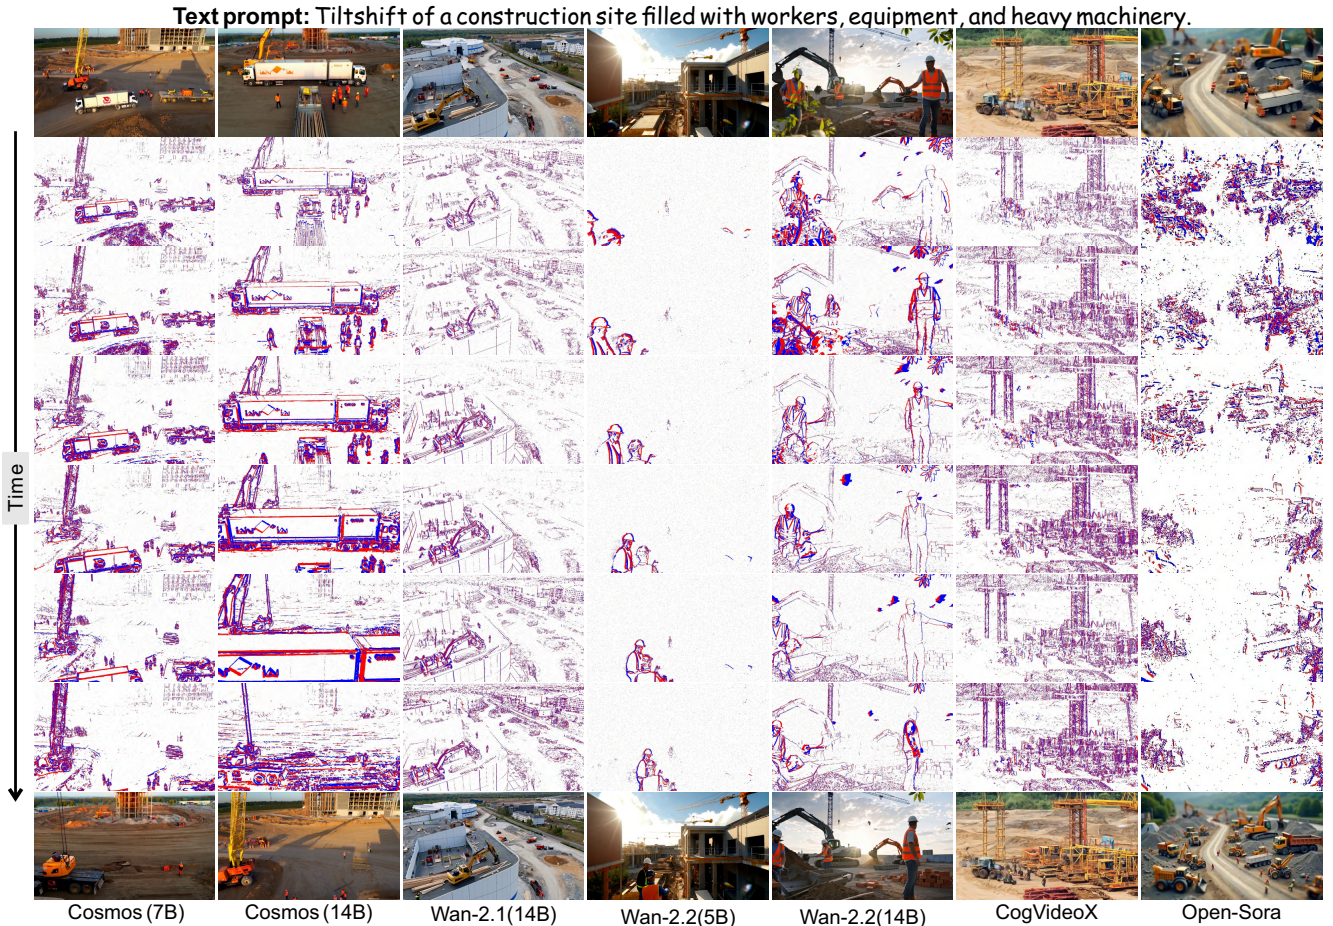 Text prompt: Tiltshift of a construction site filled with workers, equipment, and heavy machinery.
Time
Cosmos (7B)
Cosmos (14B)
Wan-2.1(14B)
Wan-2.2(5B)
Wan-2.2(14B)
CogVideoX
Open-Sora